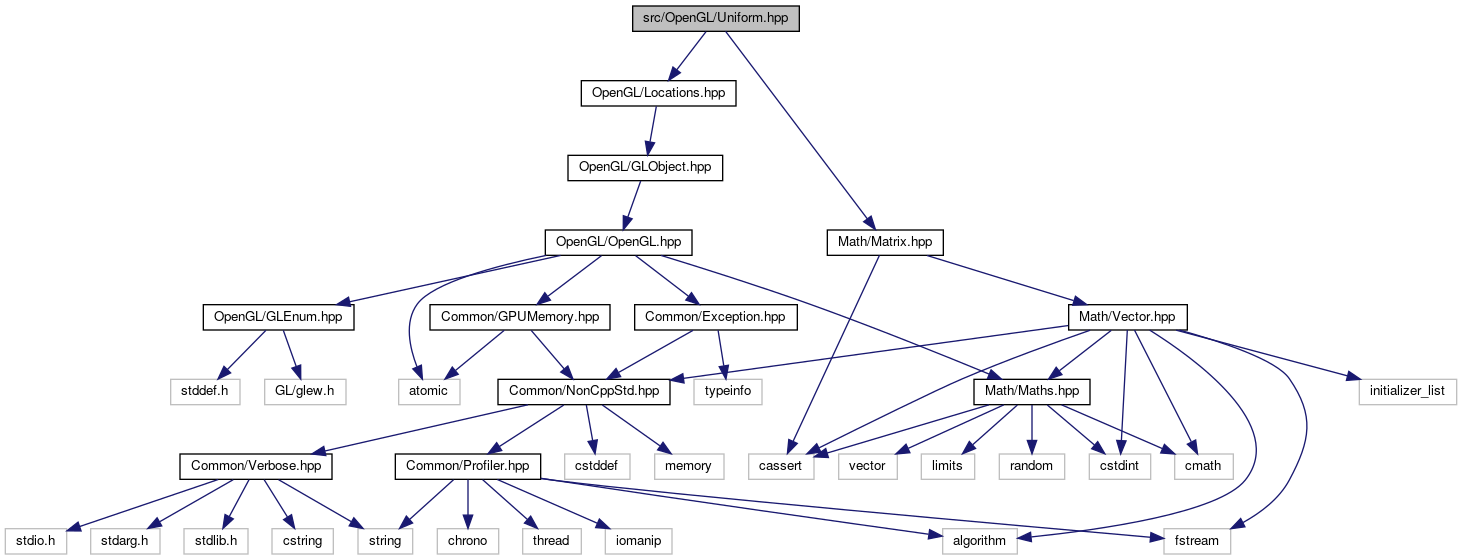 src/OpenGL/Uniform.hpp
OpenGL/Locations.hpp
OpenGL/GLObject.hpp
OpenGL/OpenGL.hpp
Math/Matrix.hpp
OpenGL/GLEnum.hpp
Common/GPUMemory.hpp
Common/Exception.hpp
Math/Vector.hpp
stddef.h
GL/glew.h
atomic
Common/NonCppStd.hpp
typeinfo
Math/Maths.hpp
initializer_list
Common/Verbose.hpp
Common/Profiler.hpp
cstddef
memory
cassert
vector
limits
random
cstdint
cmath
stdio.h
stdarg.h
stdlib.h
cstring
string
chrono
thread
iomanip
algorithm
fstream